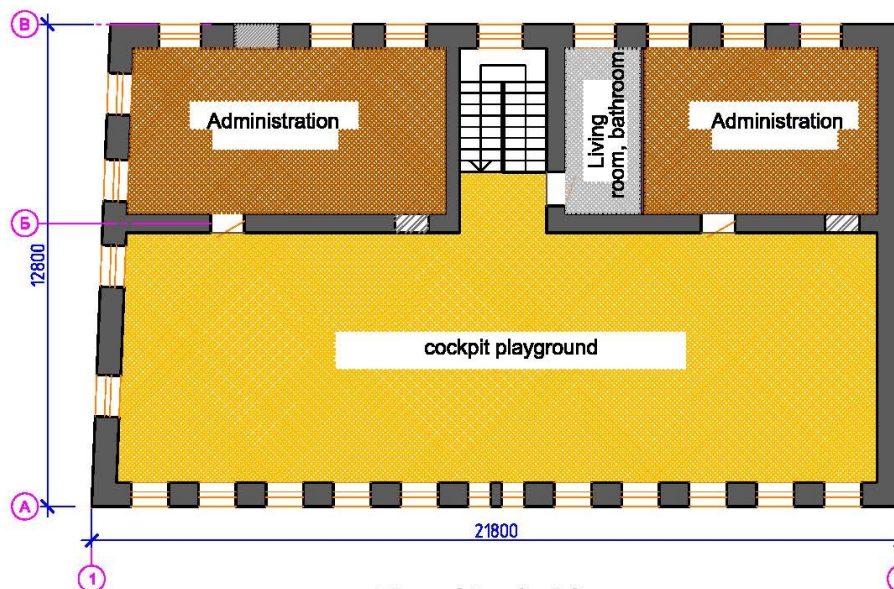 В
Administration
Living
room, bathroom
Administration
Б
12800
cockpit playground
А
21800
1